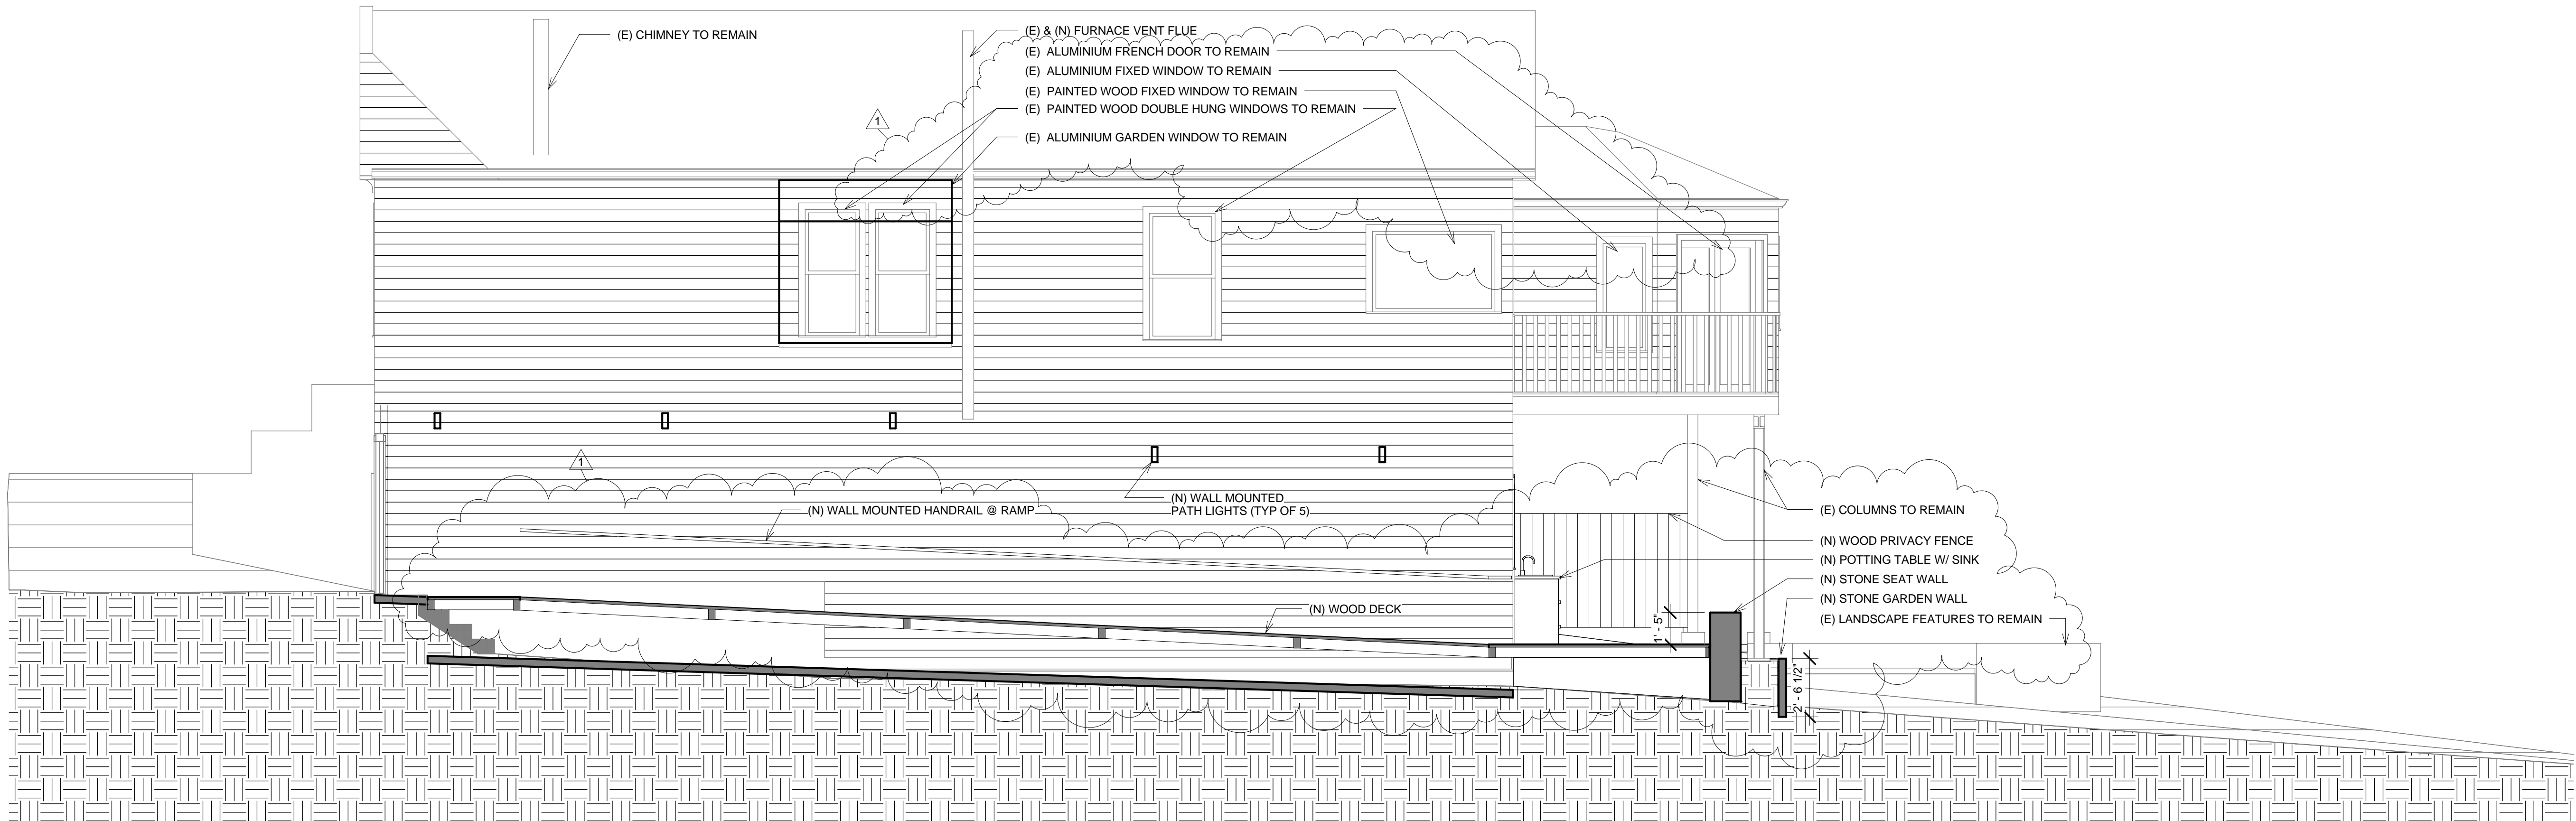 (E) CHIMNEY TO REMAIN
(E) & (N) FURNACE VENT FLUE
(E) ALUMINIUM FRENCH DOOR TO REMAIN
(E) ALUMINIUM FIXED WINDOW TO REMAIN
(E) PAINTED WOOD FIXED WINDOW TO REMAIN
(E) PAINTED WOOD DOUBLE HUNG WINDOWS TO REMAIN
(E) ALUMINIUM GARDEN WINDOW TO REMAIN
1
1
(N) WALL MOUNTED
PATH LIGHTS (TYP OF 5)
(N) WALL MOUNTED HANDRAIL @ RAMP
(N) WOOD DECK
(E) COLUMNS TO REMAIN
(N) WOOD PRIVACY FENCE
(N) POTTING TABLE W/ SINK
(N) STONE SEAT WALL
(N) STONE GARDEN WALL
(E) LANDSCAPE FEATURES TO REMAIN
1' - 5"
2' - 6 1/2"